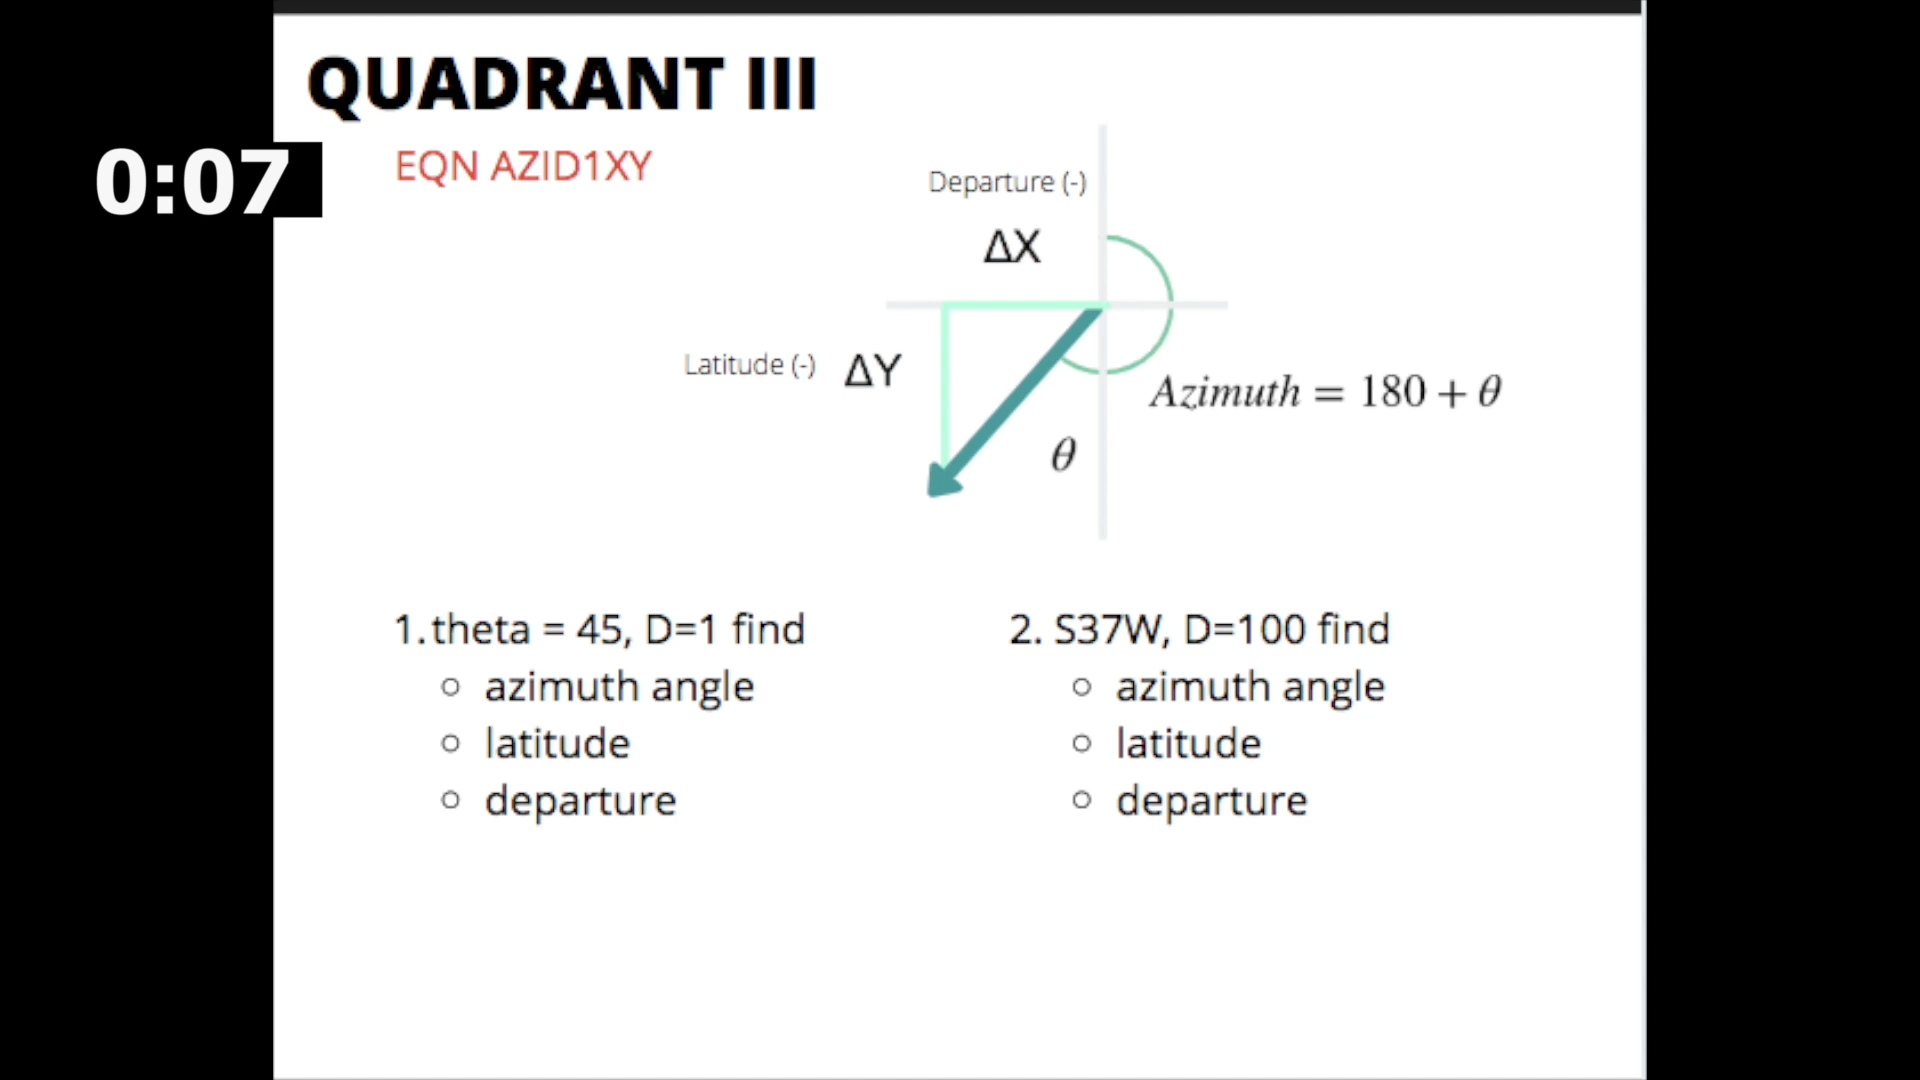 QUADRANT III
0:07
EQN AZID1XY
Departure (-)
ΔX
Latitude (-) ΔY
Azimuth = 180 + θ
θ
1. theta = 45, D=1 find
azimuth angle
latitude
departure
2. S37W, D=100 find
azimuth angle
latitude
departure